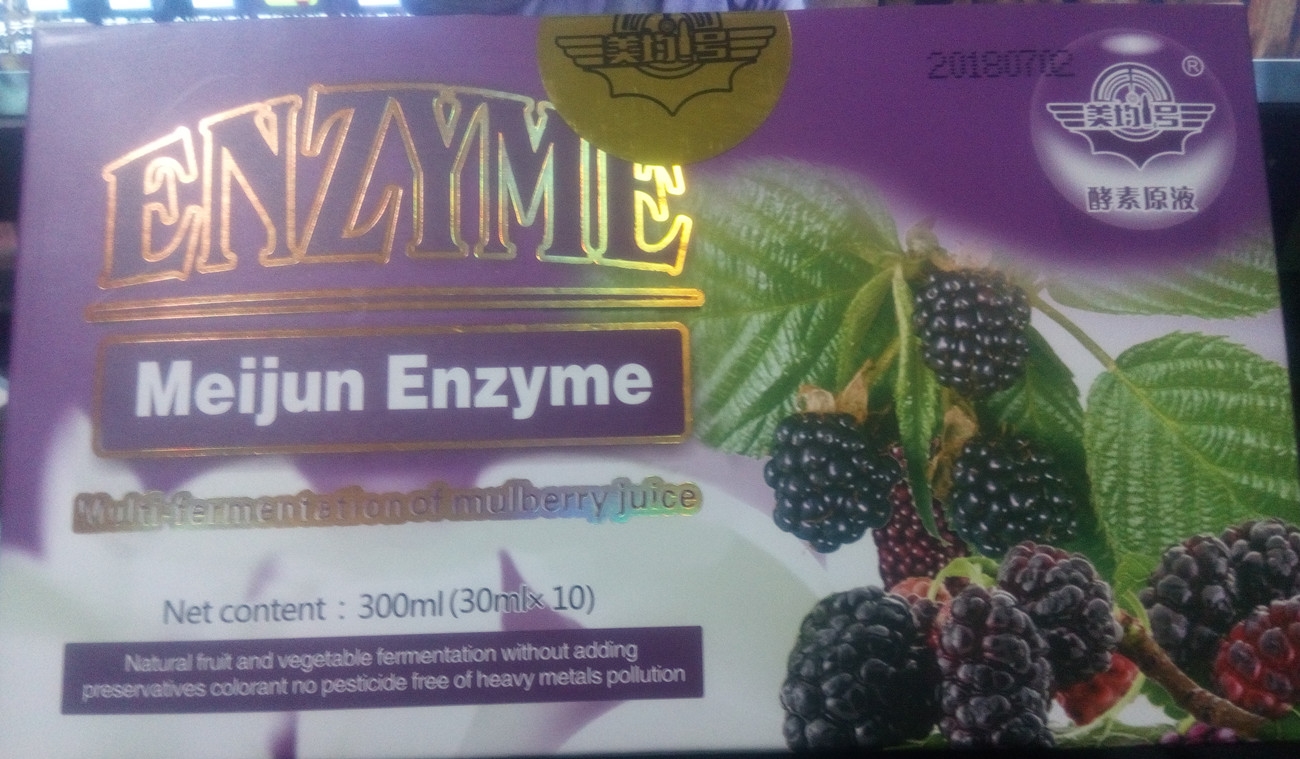 美均1号
20180702
美均1号
®
酵素原液
ENZYME
Meijun Enzyme
Multi-fermentation of mulberry juice
Net content : 300ml (30ml× 10)
Natural fruit and vegetable fermentation without adding
preservatives colorant no pesticide free of heavy metals pollution